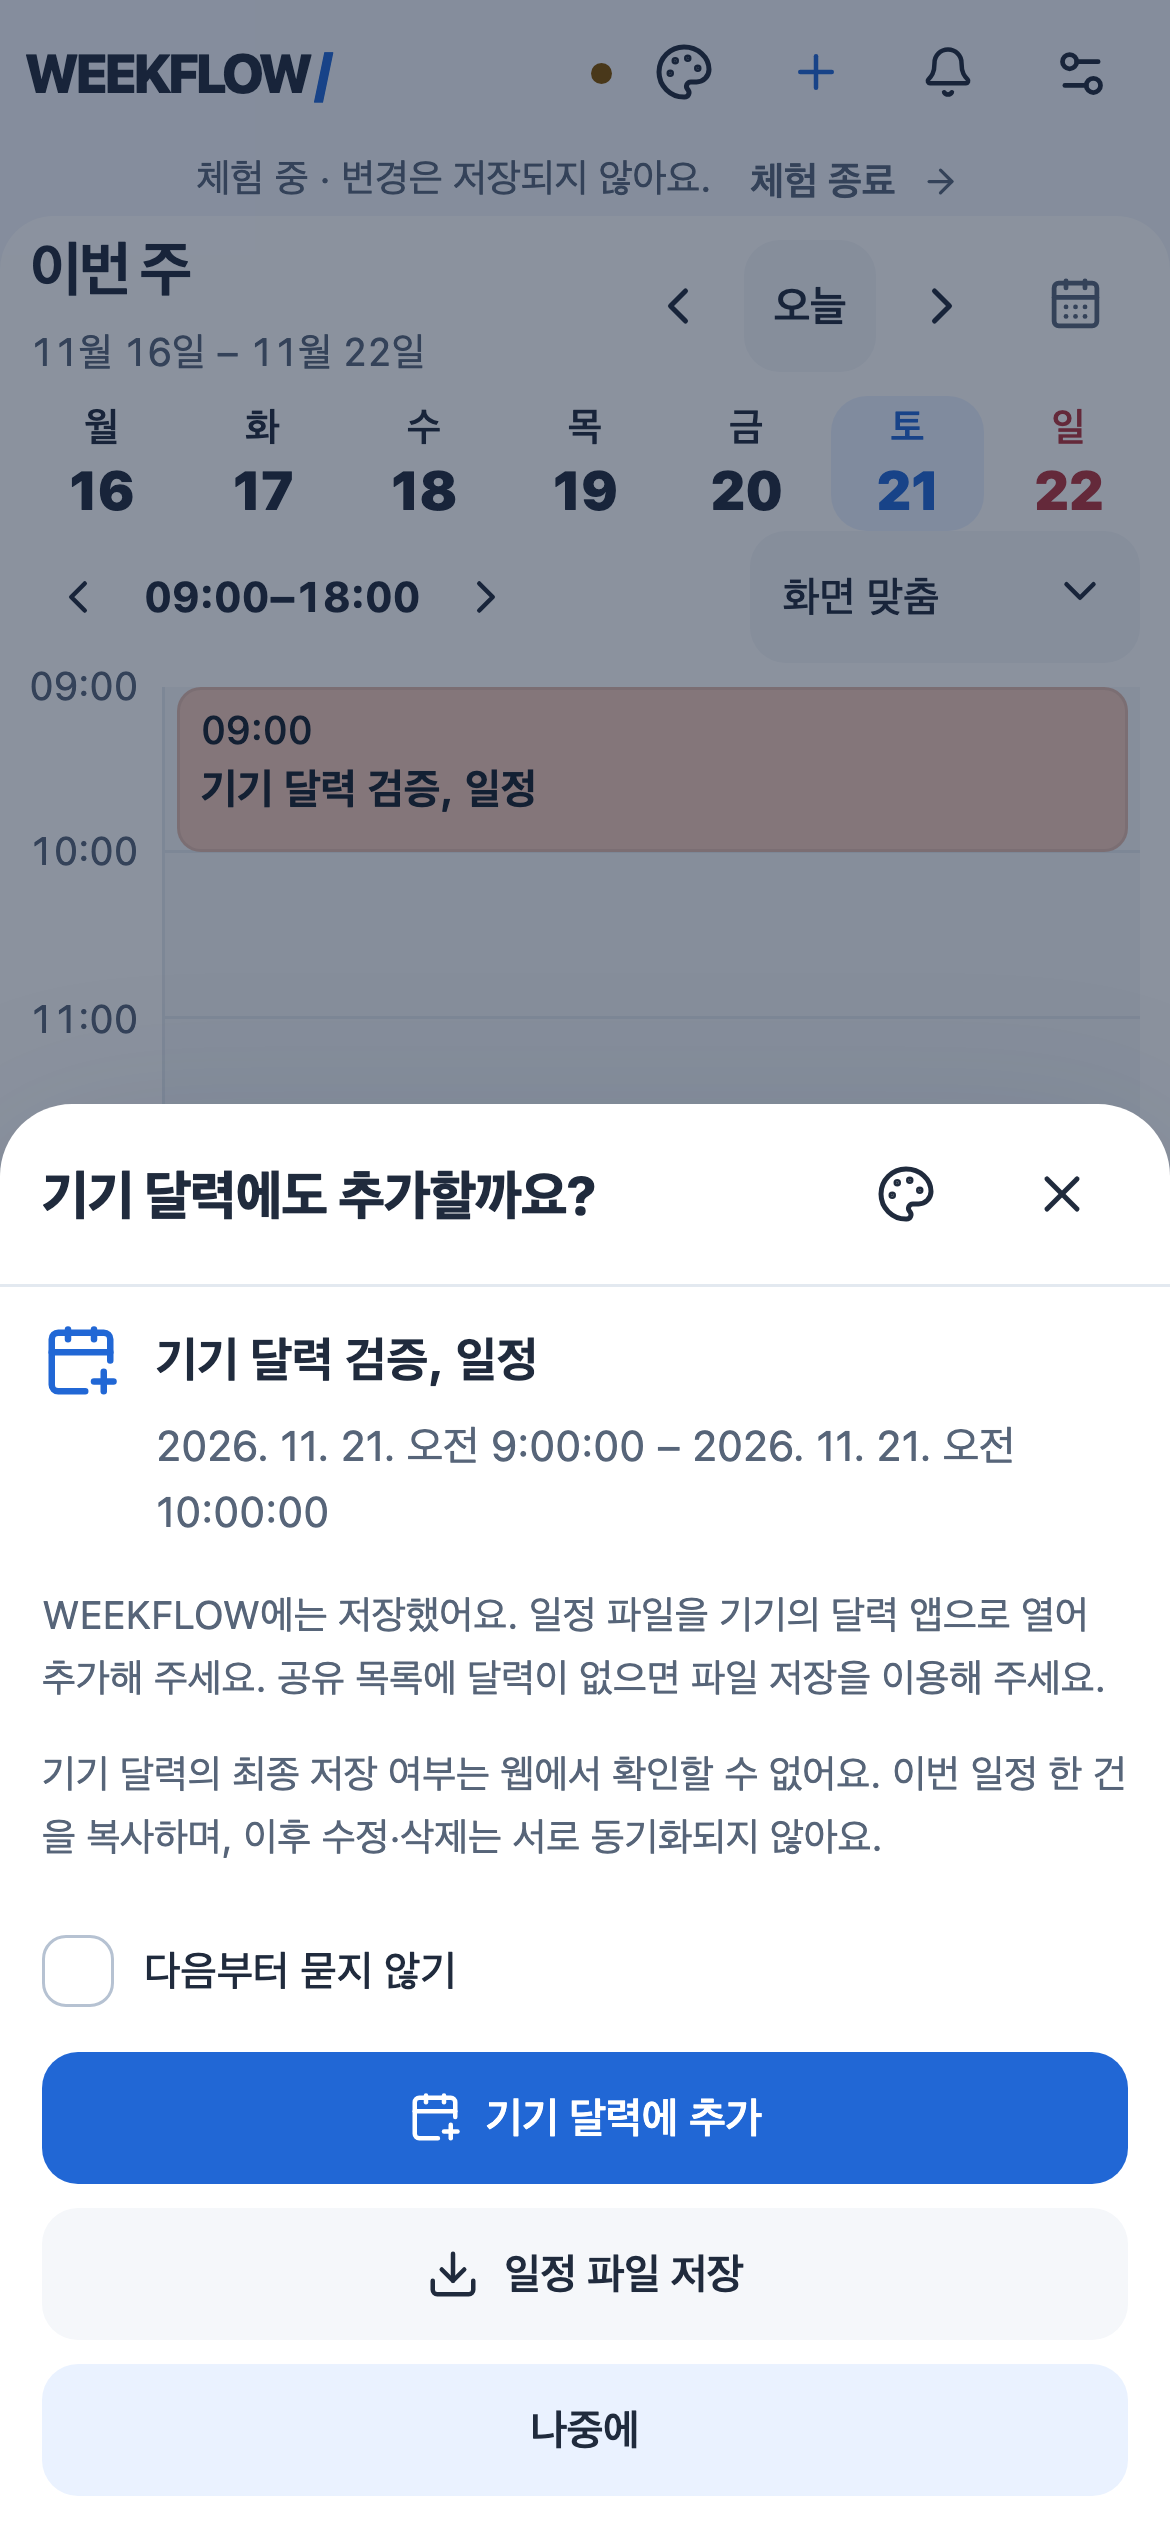 WEEKFLOW/
체험 중 · 변경은 저장되지 않아요. 체험 종료 →
이번 주
오늘
11월 16일 – 11월 22일
월 화 수 목 금 토 일
16 17 18 19 20 21 22
09:00–18:00
화면 맞춤
09:00
09:00
기기 달력 검증, 일정
10:00
11:00
기기 달력에도 추가할까요?
기기 달력 검증, 일정
2026. 11. 21. 오전 9:00:00 – 2026. 11. 21. 오전
10:00:00
WEEKFLOW에는 저장했어요. 일정 파일을 기기의 달력 앱으로 열어
추가해 주세요. 공유 목록에 달력이 없으면 파일 저장을 이용해 주세요.
기기 달력의 최종 저장 여부는 웹에서 확인할 수 없어요. 이번 일정 한 건
을 복사하며, 이후 수정·삭제는 서로 동기화되지 않아요.
다음부터 묻지 않기
기기 달력에 추가
일정 파일 저장
나중에